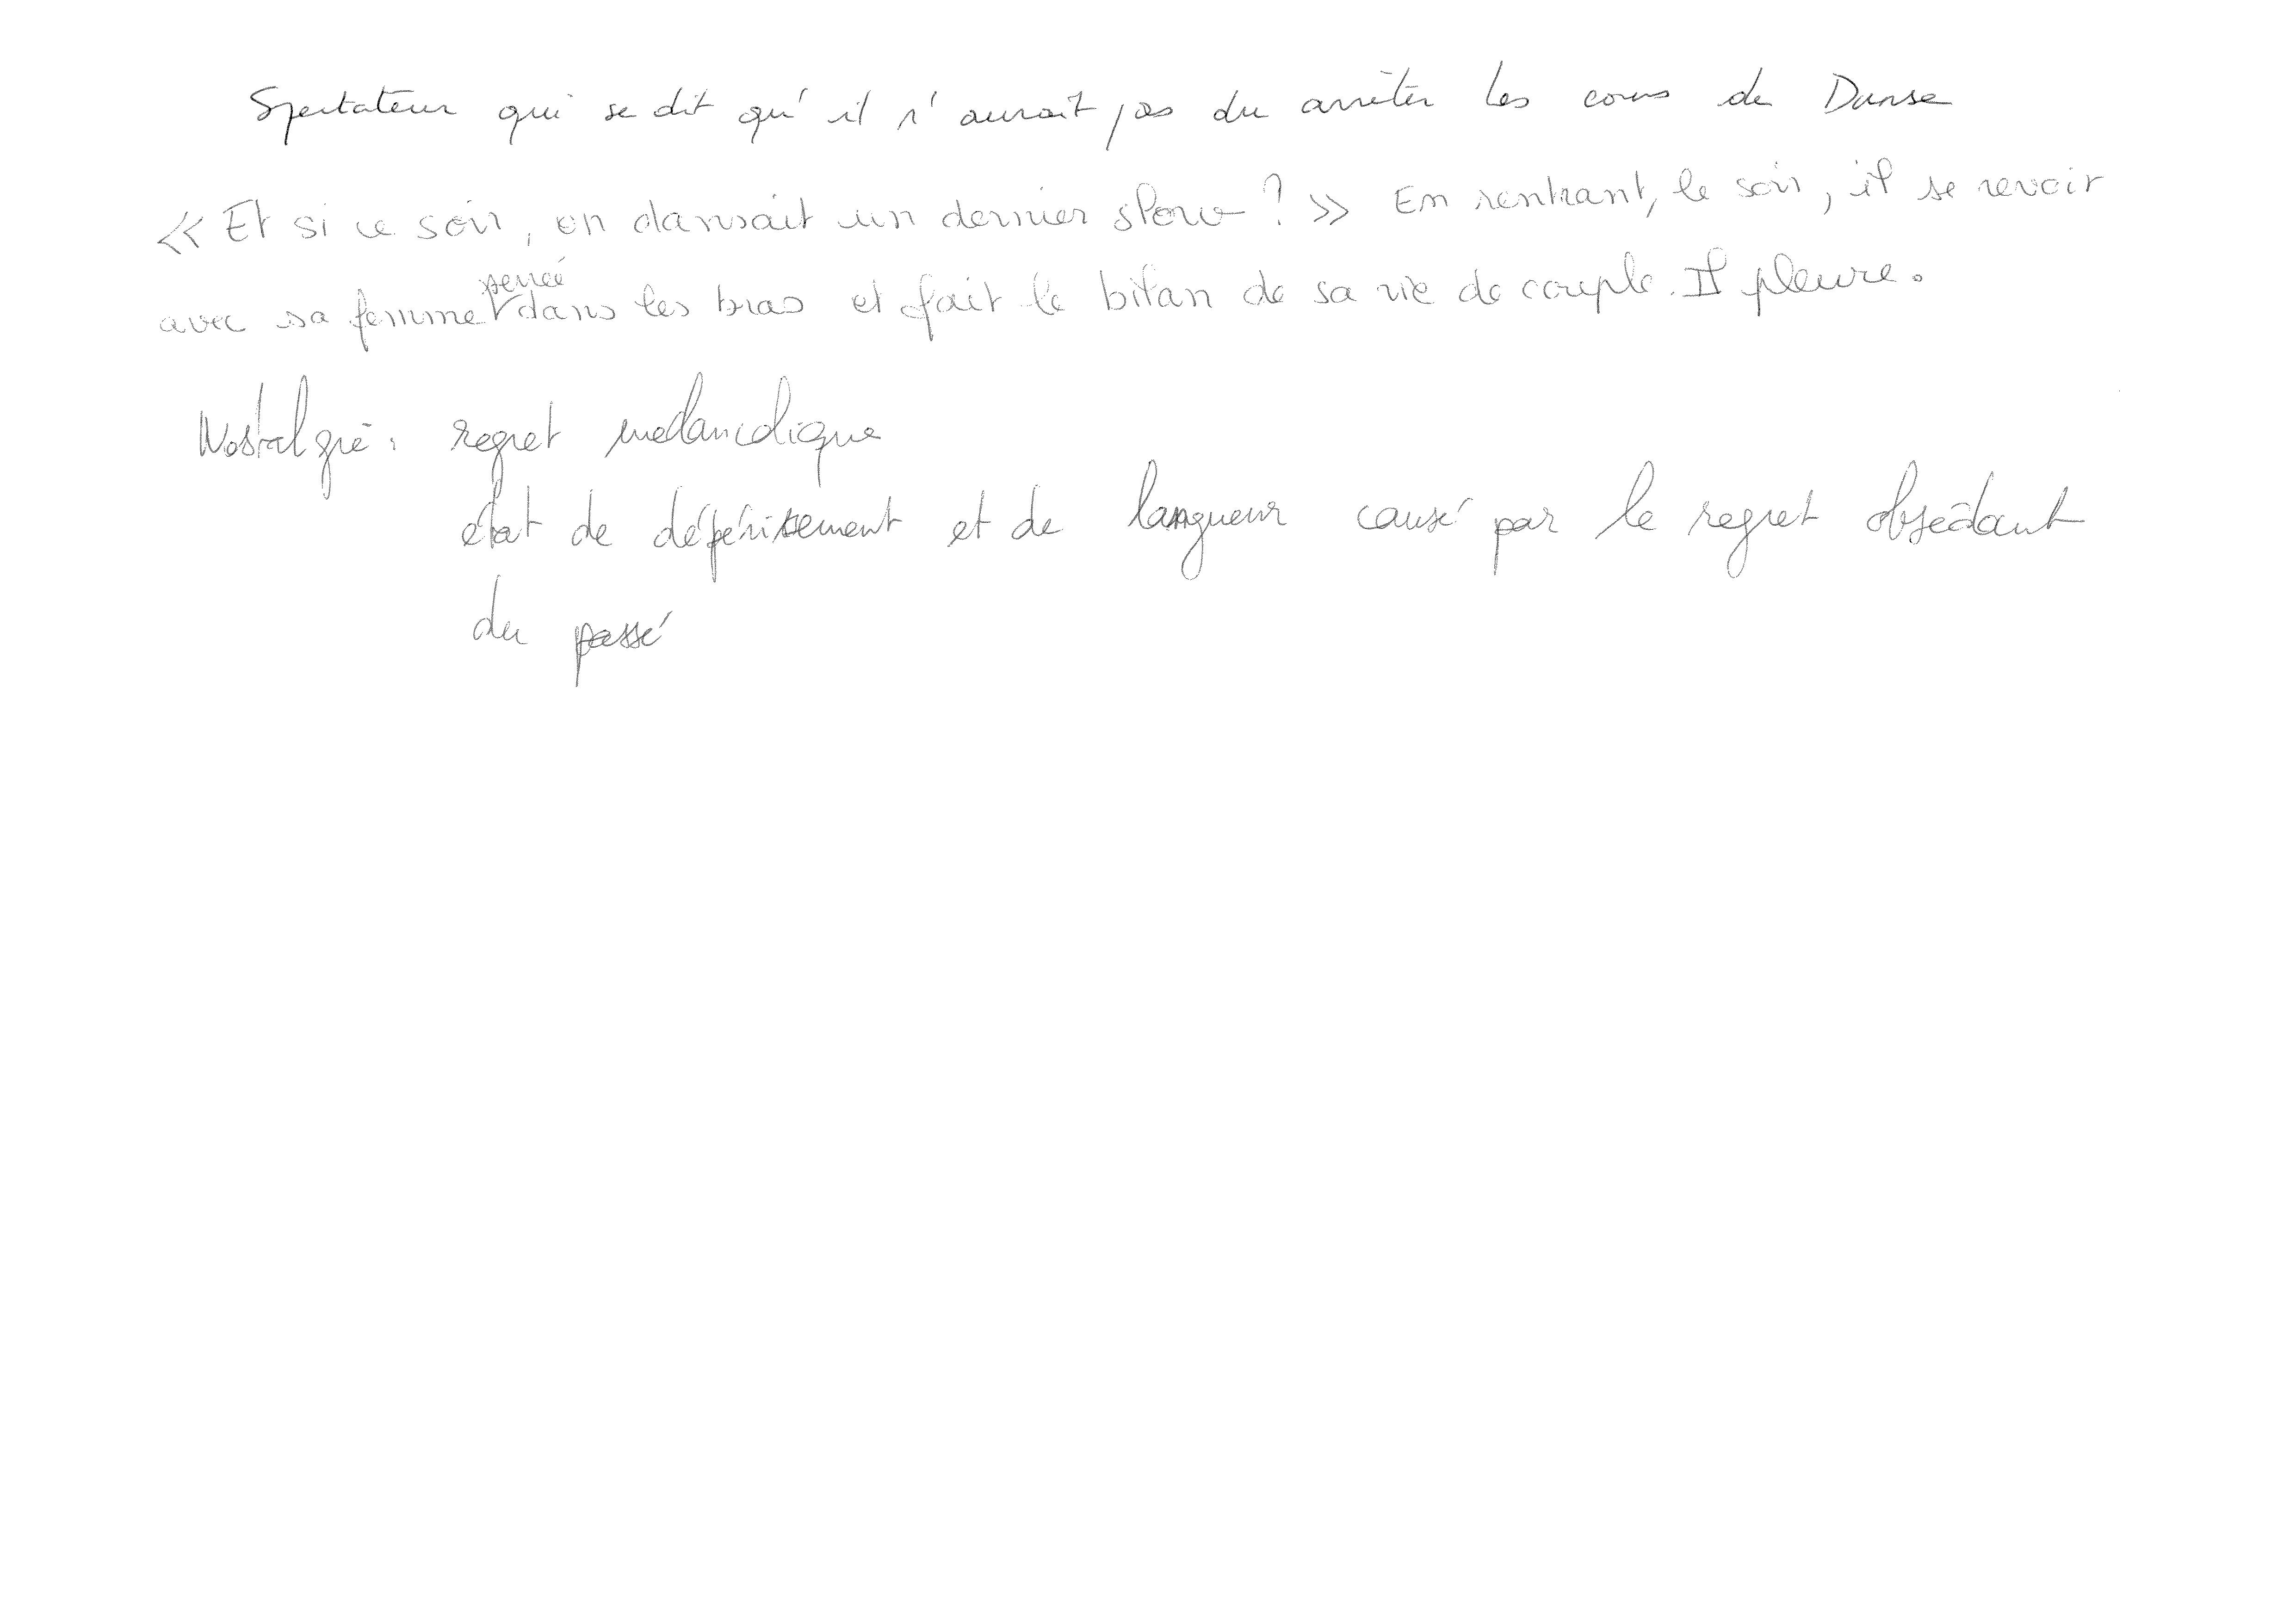 Spectateur qui se dit qu'il n'aurait pas du arrêter les cours de Danse
« Et si ce soir, on dansait un dernier slow ? » En rentrant, le soir, il se revoir
avec sa femme serrée dans les bras et fait le bilan de sa vie de couple. Il pleure.
Nostalgie : regret mélancolique
état de dépérissement et de langueur causé par le regret obsédant
du passé